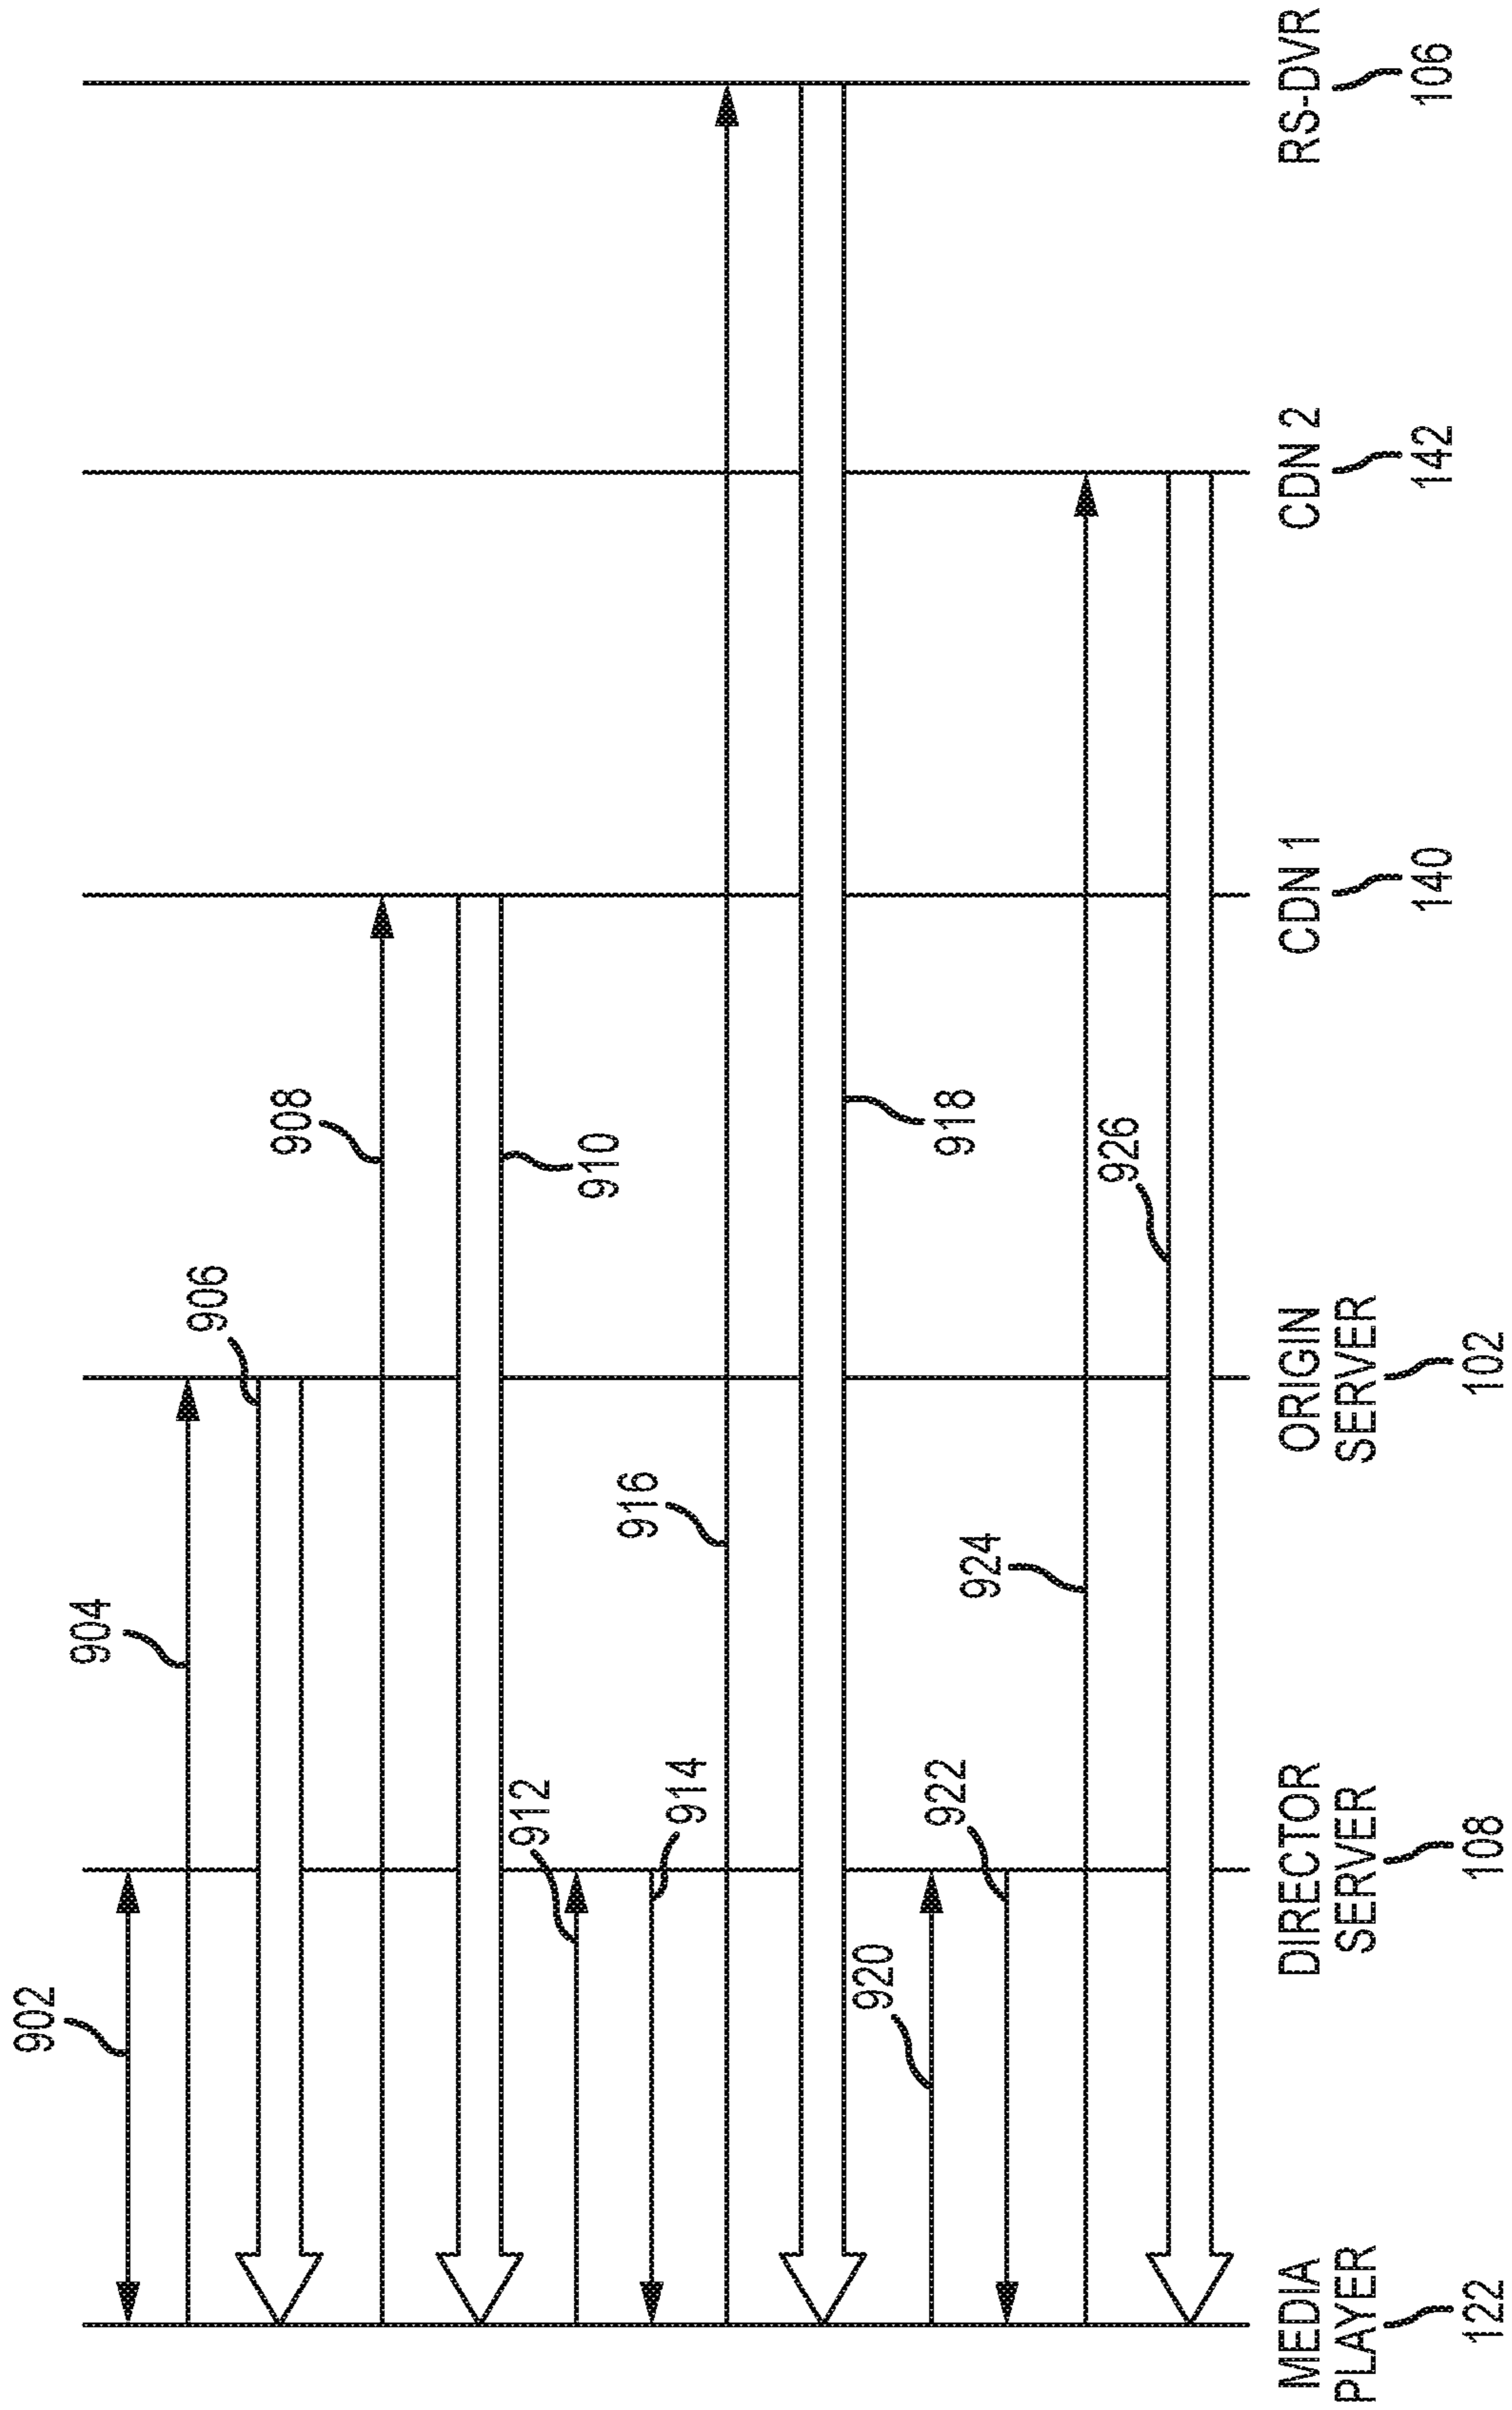 902
904
906
908
910
912
914
916
918
920
922
924
926
MEDIA
PLAYER
122
DIRECTOR
SERVER
108
ORIGIN
SERVER
102
CDN 1
140
CDN 2
142
RS-DVR
106